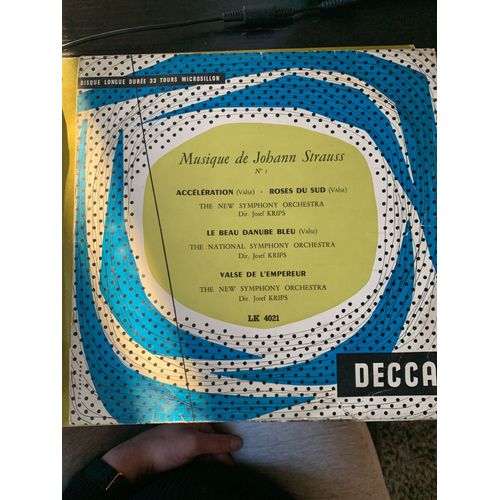 DISQUE LONGUE DURÉE 33 TOURS MICROSILLON
Musique de Johann Strauss
N° 1
ACCÉLÉRATION (Valse) - ROSES DU SUD (Valse)
THE NEW SYMPHONY ORCHESTRA
Dir. Josef KRIPS
LE BEAU DANUBE BLEU (Valse)
THE NATIONAL SYMPHONY ORCHESTRA
Dir. Josef KRIPS
VALSE DE L'EMPEREUR
THE NEW SYMPHONY ORCHESTRA
Dir. Josef KRIPS
LK 4021
DECCA